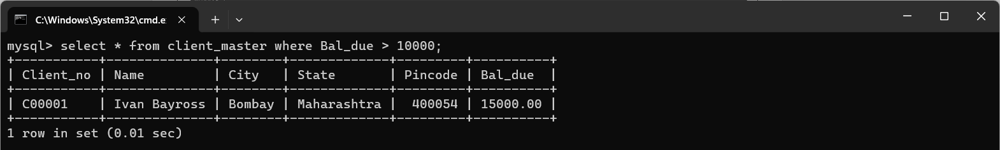 C:\Windows\System32\cmd.e
mysql> select * from client_master where Bal_due > 10000;
+-----------+--------------+--------+-------------+---------+----------+
| Client_no | Name         | City   | State       | Pincode | Bal_due  |
+-----------+--------------+--------+-------------+---------+----------+
| C00001    | Ivan Bayross | Bombay | Maharashtra |  400054 | 15000.00 |
+-----------+--------------+--------+-------------+---------+----------+
1 row in set (0.01 sec)